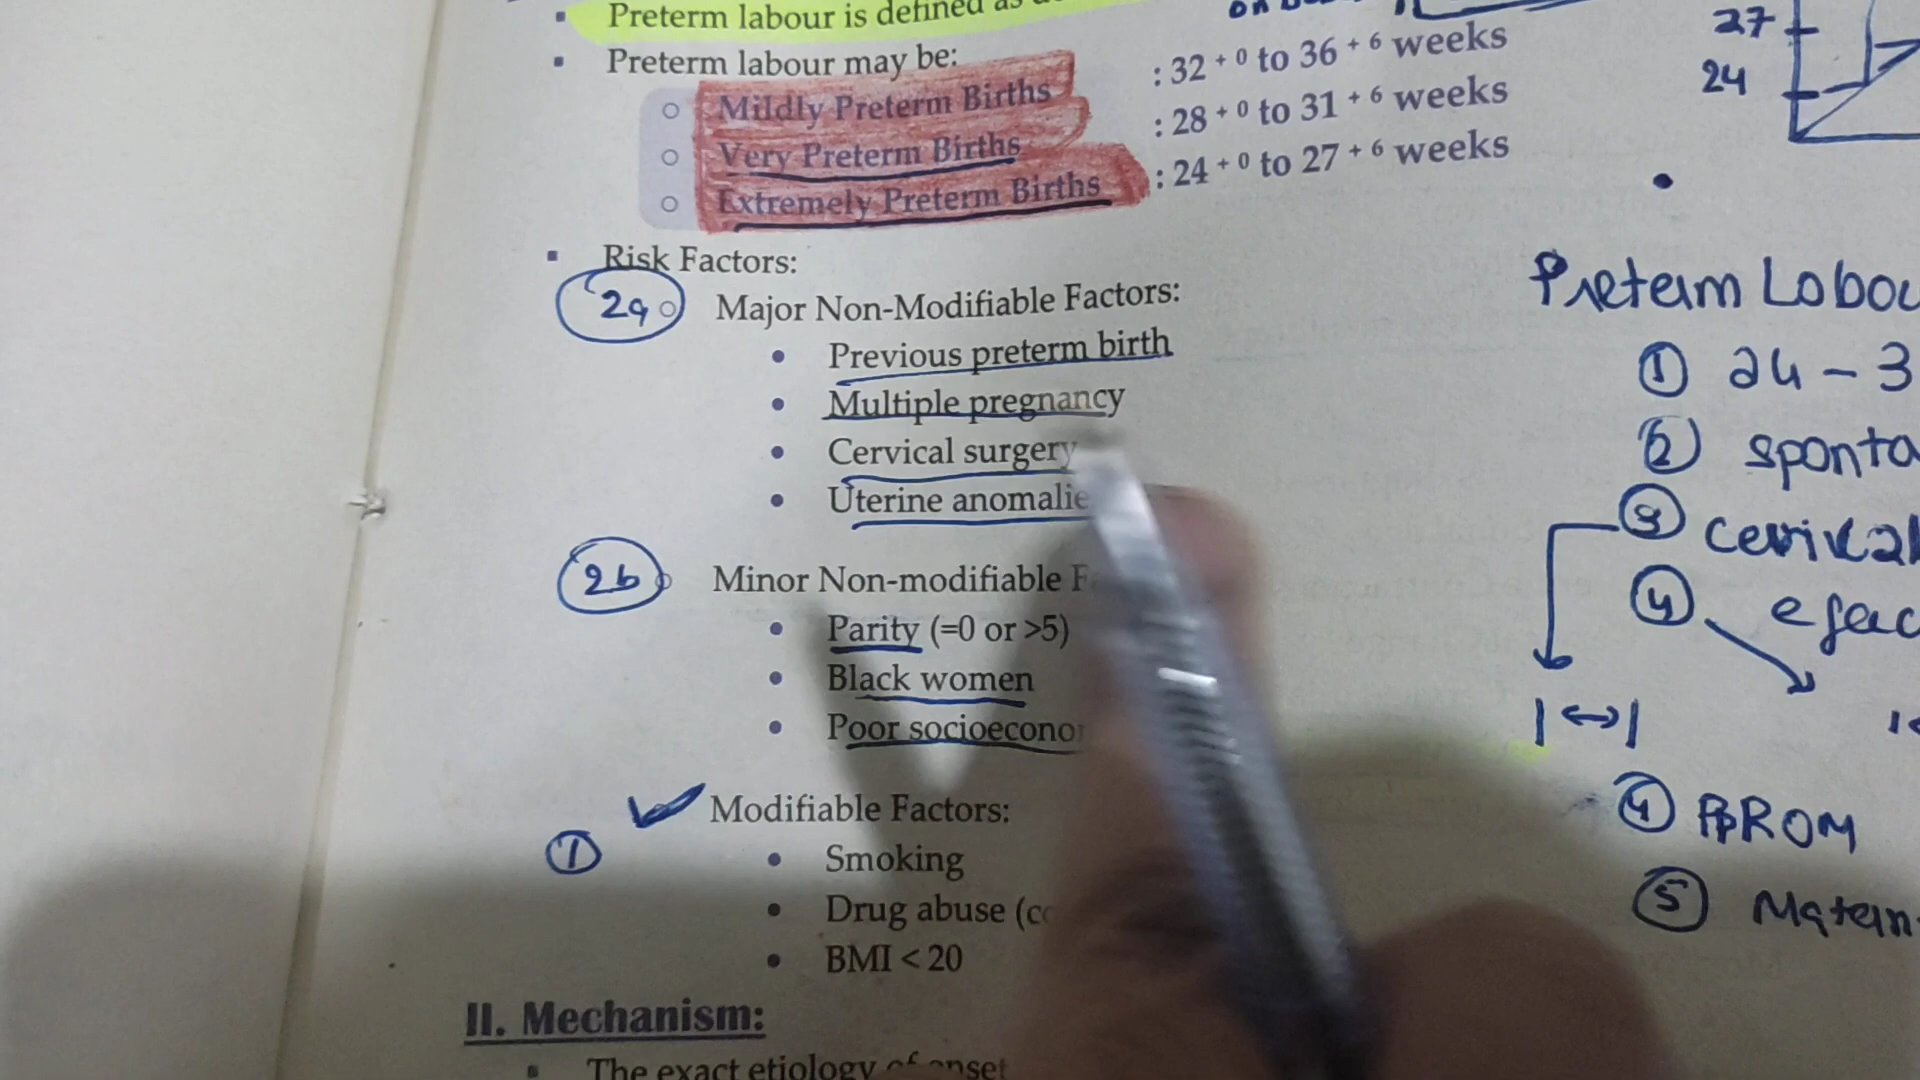 Preterm labour is defined as
Preterm labour may be:
Mildly Preterm Births : 32 + 0 to 36 + 6 weeks
Very Preterm Births : 28 + 0 to 31 + 6 weeks
Extremely Preterm Births : 24 + 0 to 27 + 6 weeks
Risk Factors:
2a Major Non-Modifiable Factors:
Previous preterm birth
Multiple pregnancy
Cervical surgery
Uterine anomalie
2b Minor Non-modifiable F
Parity (=0 or >5)
Black women
Poor socioecono
Modifiable Factors:
1 Smoking
Drug abuse (co
BMI < 20
II. Mechanism:
The exact etiology of onset
27
24
Preterm Labou
1 24 - 3
2 sponta
3 Cervical
4 efac
4 PPROM
5 Matern